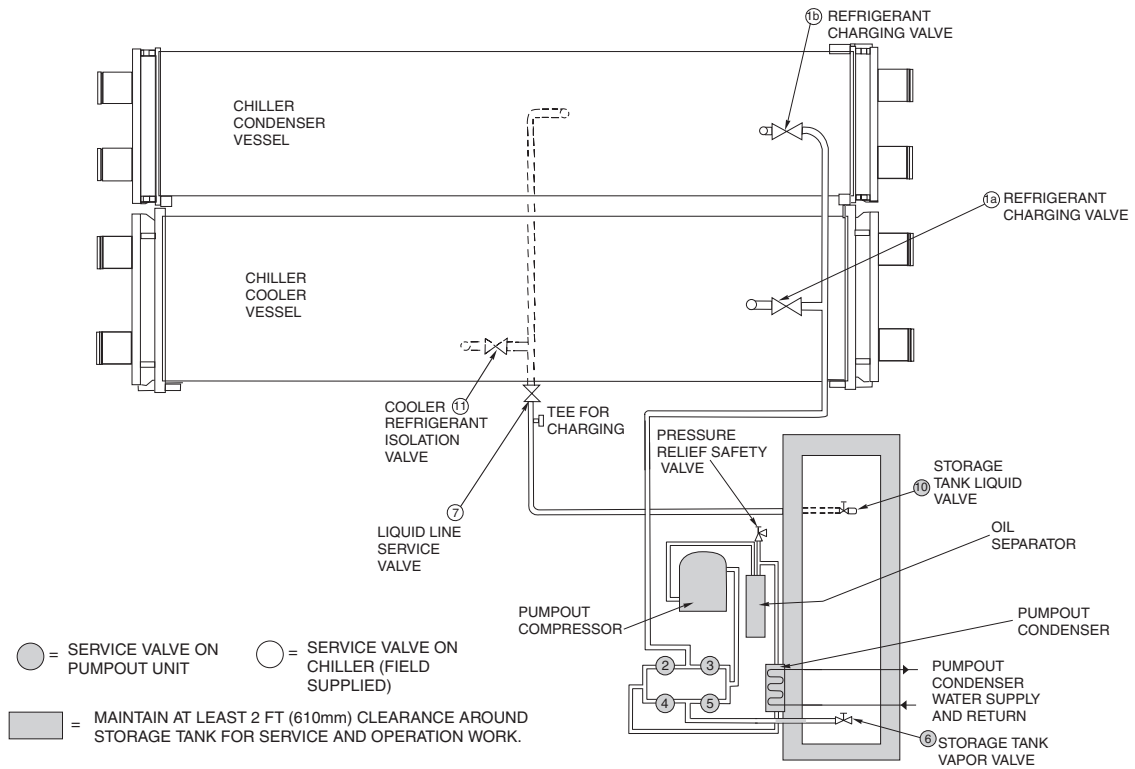 1b REFRIGERANT
CHARGING VALVE
CHILLER
CONDENSER
VESSEL
1a REFRIGERANT
CHARGING VALVE
CHILLER
COOLER
VESSEL
COOLER 11
REFRIGERANT
ISOLATION
VALVE
TEE FOR
CHARGING
PRESSURE
RELIEF SAFETY
VALVE
10 STORAGE
TANK LIQUID
VALVE
7
LIQUID LINE
SERVICE
VALVE
OIL
SEPARATOR
PUMPOUT
COMPRESSOR
PUMPOUT
CONDENSER
2 3
4 5
PUMPOUT
CONDENSER
WATER SUPPLY
AND RETURN
6 STORAGE TANK
VAPOR VALVE
= SERVICE VALVE ON
PUMPOUT UNIT
= SERVICE VALVE ON
CHILLER (FIELD
SUPPLIED)
= MAINTAIN AT LEAST 2 FT (610mm) CLEARANCE AROUND
STORAGE TANK FOR SERVICE AND OPERATION WORK.